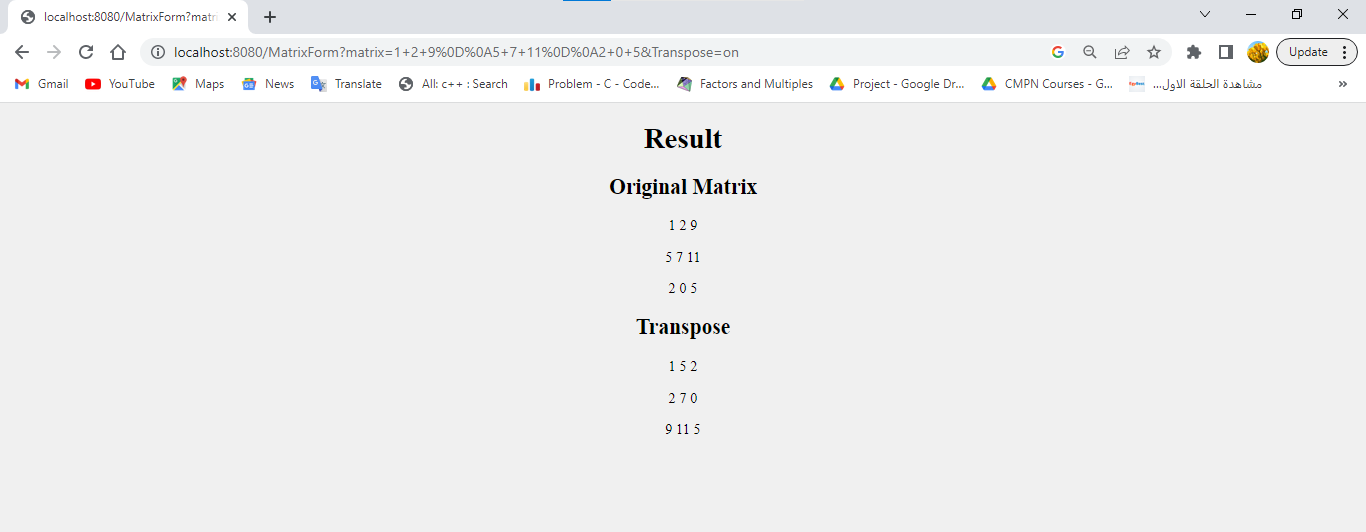 localhost:8080/MatrixForm?matr
localhost:8080/MatrixForm?matrix=1+2+9%0D%0A5+7+11%0D%0A2+0+5&Transpose=on
Update
Gmail YouTube Maps News Translate All: c++ : Search Problem - C - Code... Factors and Multiples Project - Google Dr... CMPN Courses - G... مشاهدة الحلقة الاول... »
Result
Original Matrix
1 2 9
5 7 11
2 0 5
Transpose
1 5 2
2 7 0
9 11 5